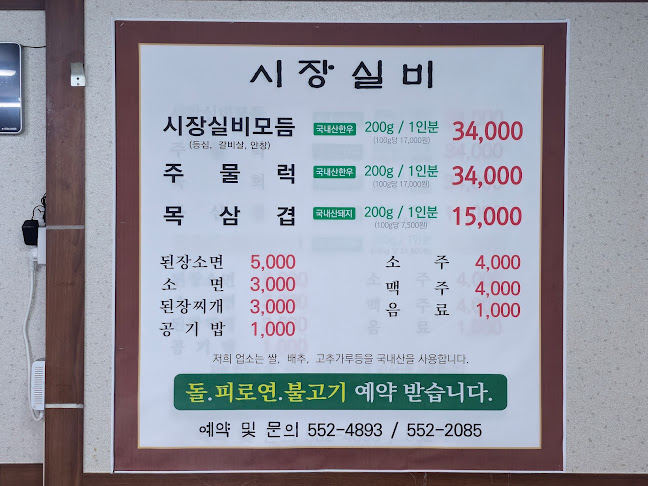 시장실비
시장실비모듬 국내산한우 200g / 1인분 34,000
(등심, 갈비살, 안창) (100g당 17,000원)
주물럭 국내산한우 200g / 1인분 34,000
(100g당 17,000원)
목삼겹 국내산돼지 200g / 1인분 15,000
(100g당 7,500원)
된장소면 5,000 소주 4,000
소면 3,000 맥주 4,000
된장찌개 3,000 음료 1,000
공기밥 1,000
저희 업소는 쌀, 배추, 고추가루등을 국내산을 사용합니다.
돌.피로연.불고기 예약 받습니다.
예약 및 문의 552-4893 / 552-2085